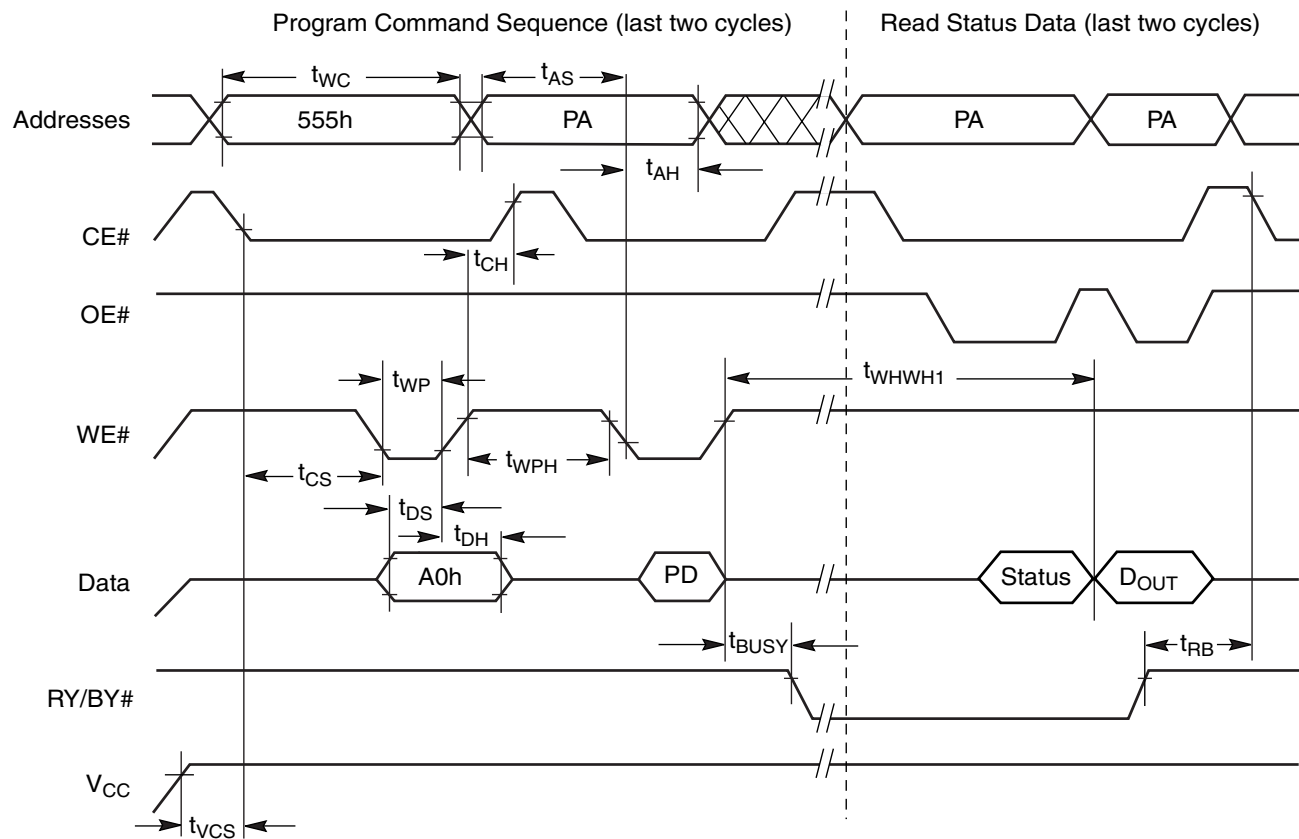 Program Command Sequence (last two cycles)
Read Status Data (last two cycles)
tWC
tAS
Addresses
555h
PA
PA
PA
tAH
CE#
tCH
OE#
tWP
tWHWH1
WE#
tCS
tWPH
tDS
tDH
Data
A0h
PD
Status
DOUT
tBUSY
tRB
RY/BY#
VCC
tVCS